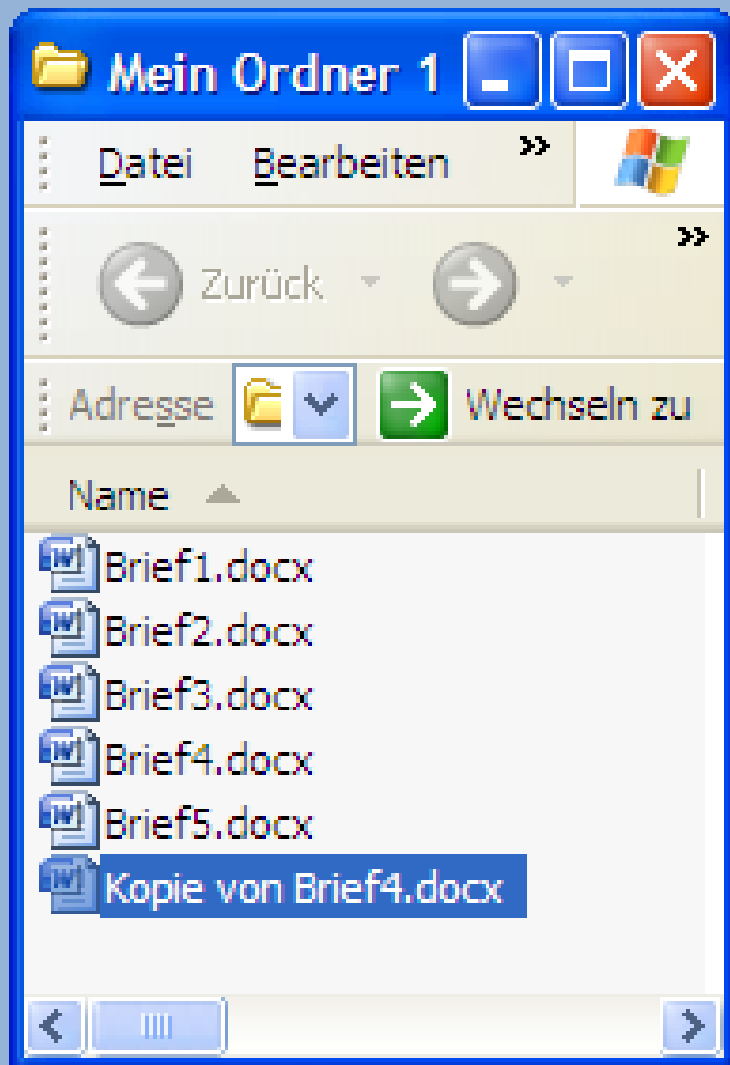 Mein Ordner 1
Datei Bearbeiten »
Zurück »
Adresse Wechseln zu
Name
Brief1.docx
Brief2.docx
Brief3.docx
Brief4.docx
Brief5.docx
Kopie von Brief4.docx